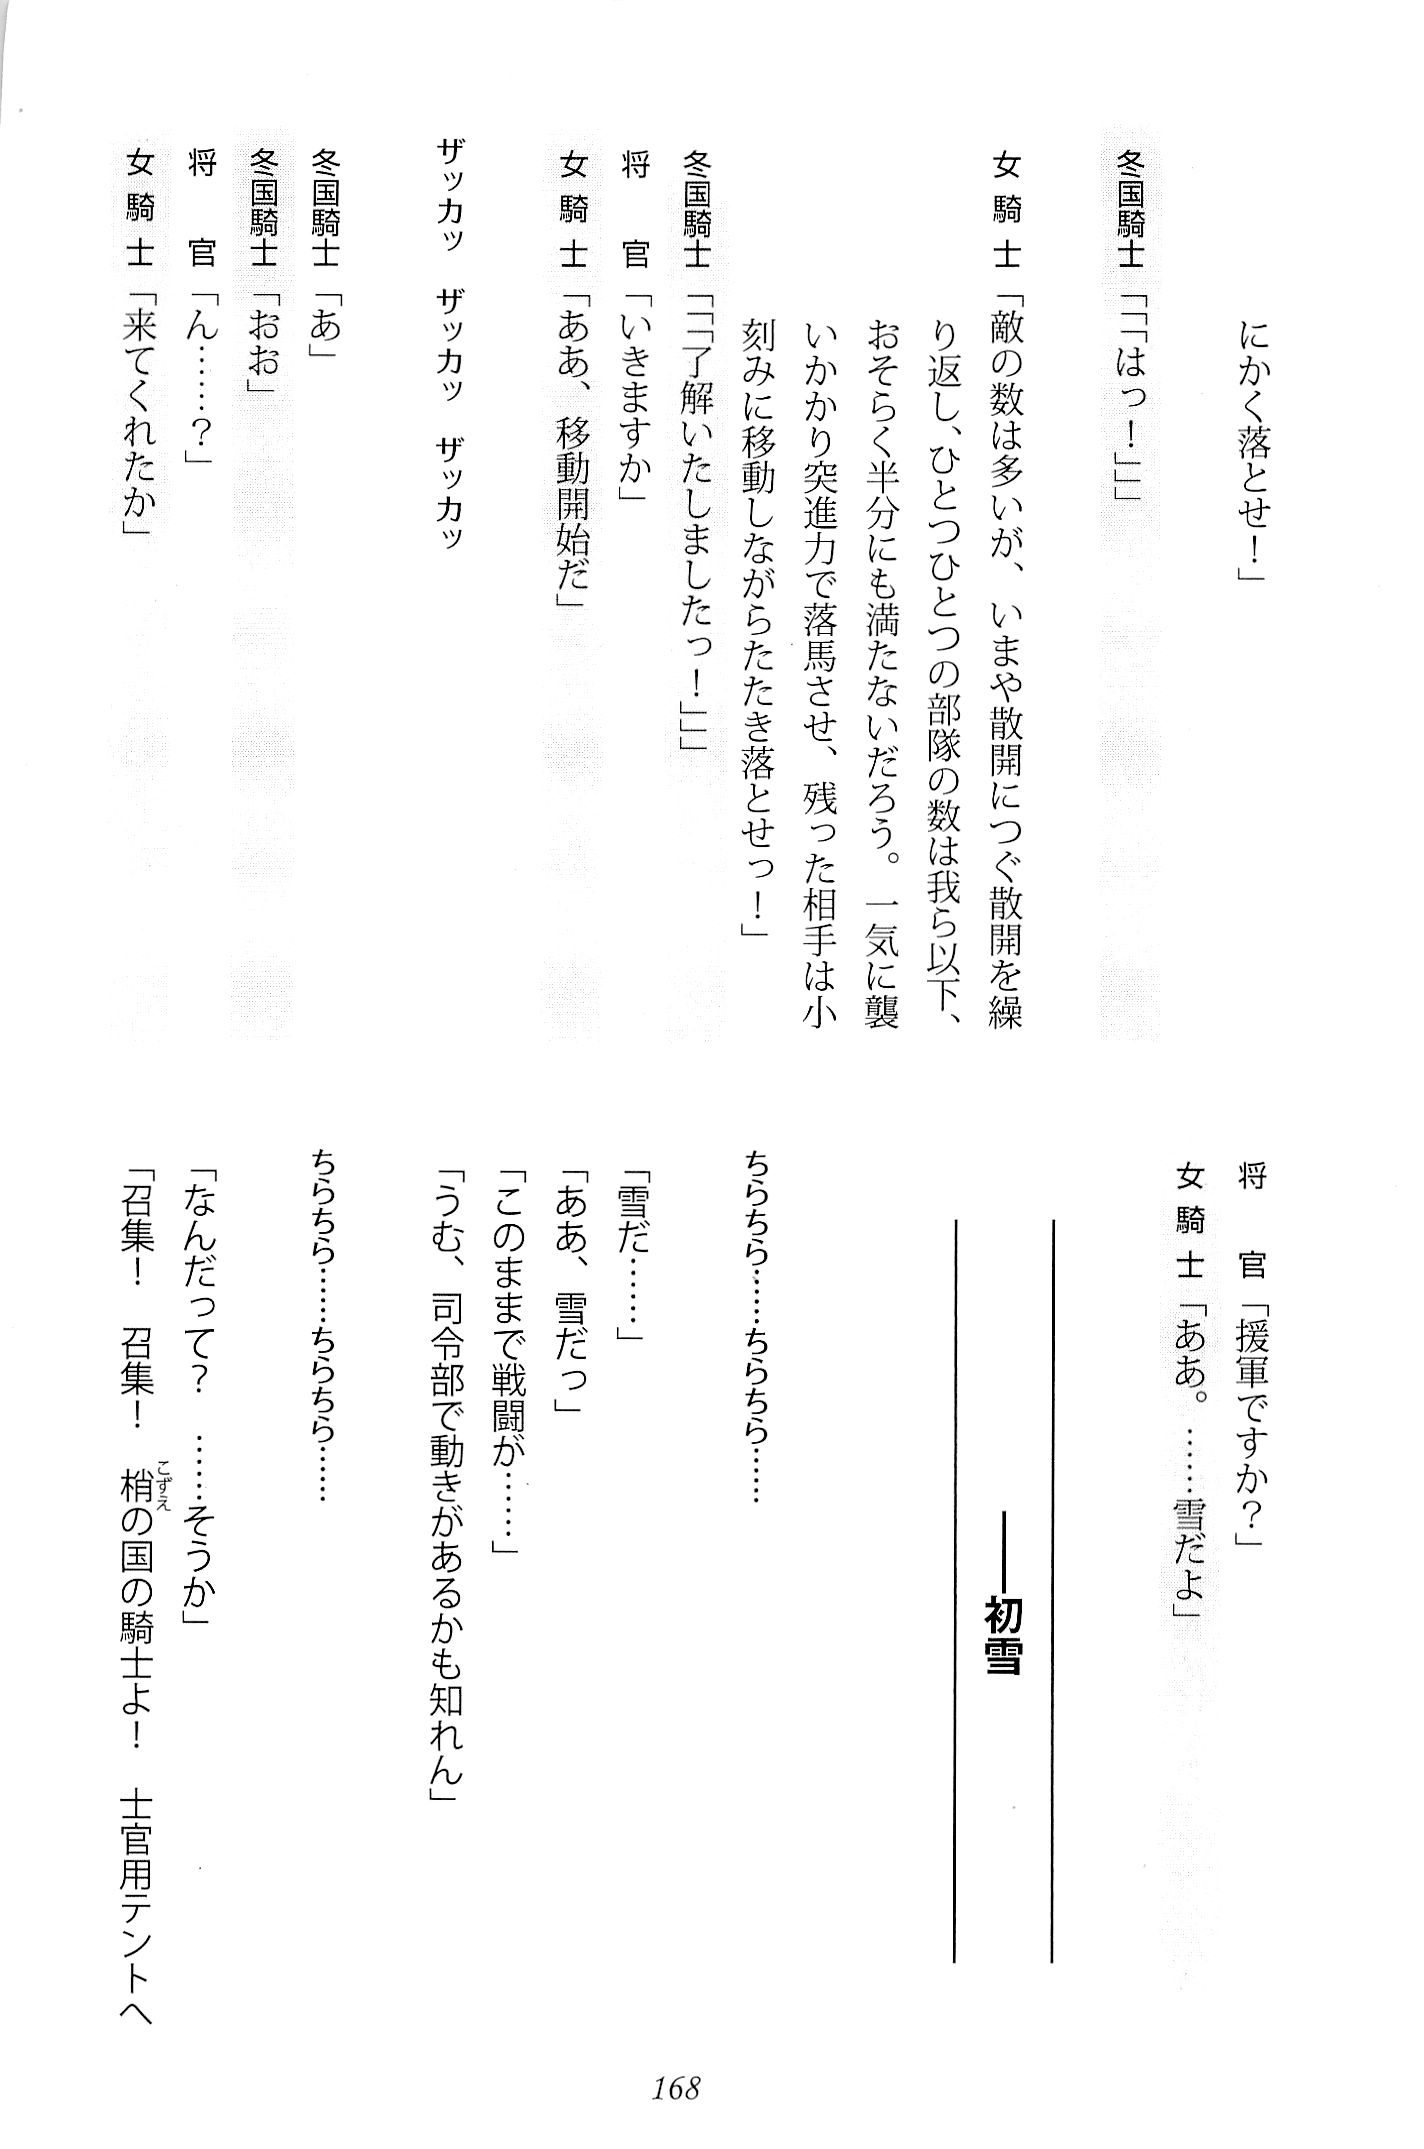 にかく落とせ！」
冬国騎士「「「はっ！」」」
女騎士「敵の数は多いが、いまや散開につぐ散開を繰
り返し、ひとつひとつの部隊の数は我ら以下、
おそらく半分にも満たないだろう。一気に襲
いかかり突進力で落馬させ、残った相手は小
刻みに移動しながらたたき落とせっ！」
冬国騎士「「「了解いたしましたっ！」」」
将官「いきますか」
女騎士「ああ、移動開始だ」
ザッカッ　ザッカッ　ザッカッ
冬国騎士「あ」
冬国騎士「おお」
将官「ん……？」
女騎士「来てくれたか」
将官「援軍ですか？」
女騎士「ああ。……雪だよ」
――初雪
ちらちら……ちらちら……
「雪だ……」
「ああ、雪だっ」
「このままで戦闘が……」
「うむ、司令部で動きがあるかも知れん」
ちらちら……ちらちら……
「なんだって？　……そうか」
「召集！　召集！　梢の国の騎士よ！　士官用テントへ
こずえ
168